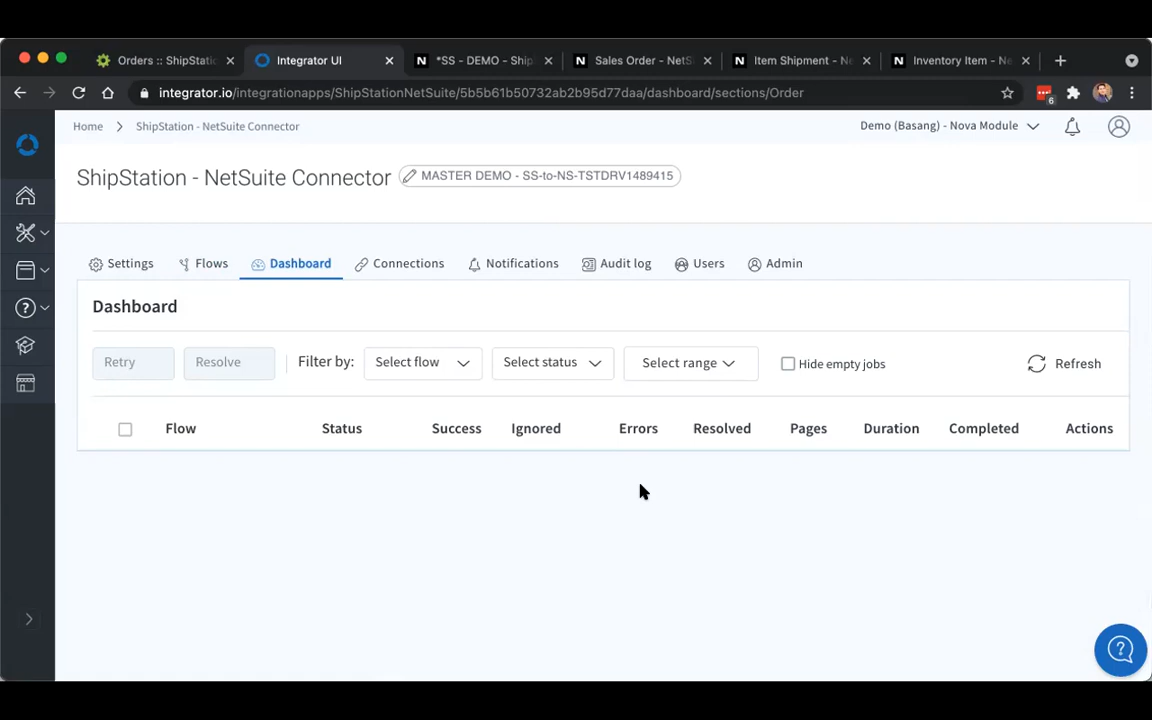 Orders :: ShipStatio
Integrator UI
*SS - DEMO - Ship
Sales Order - NetS
Item Shipment - Ne
Inventory Item - Ne
integrator.io/integrationapps/ShipStationNetSuite/5b5b61b50732ab2b95d77daa/dashboard/sections/Order
6
Home
ShipStation - NetSuite Connector
Demo (Basang) - Nova Module
ShipStation - NetSuite Connector
MASTER DEMO - SS-to-NS-TSTDRV1489415
Settings
Flows
Dashboard
Connections
Notifications
Audit log
Users
Admin
Dashboard
Retry
Resolve
Filter by:
Select flow
Select status
Select range
Hide empty jobs
Refresh
Flow
Status
Success
Ignored
Errors
Resolved
Pages
Duration
Completed
Actions